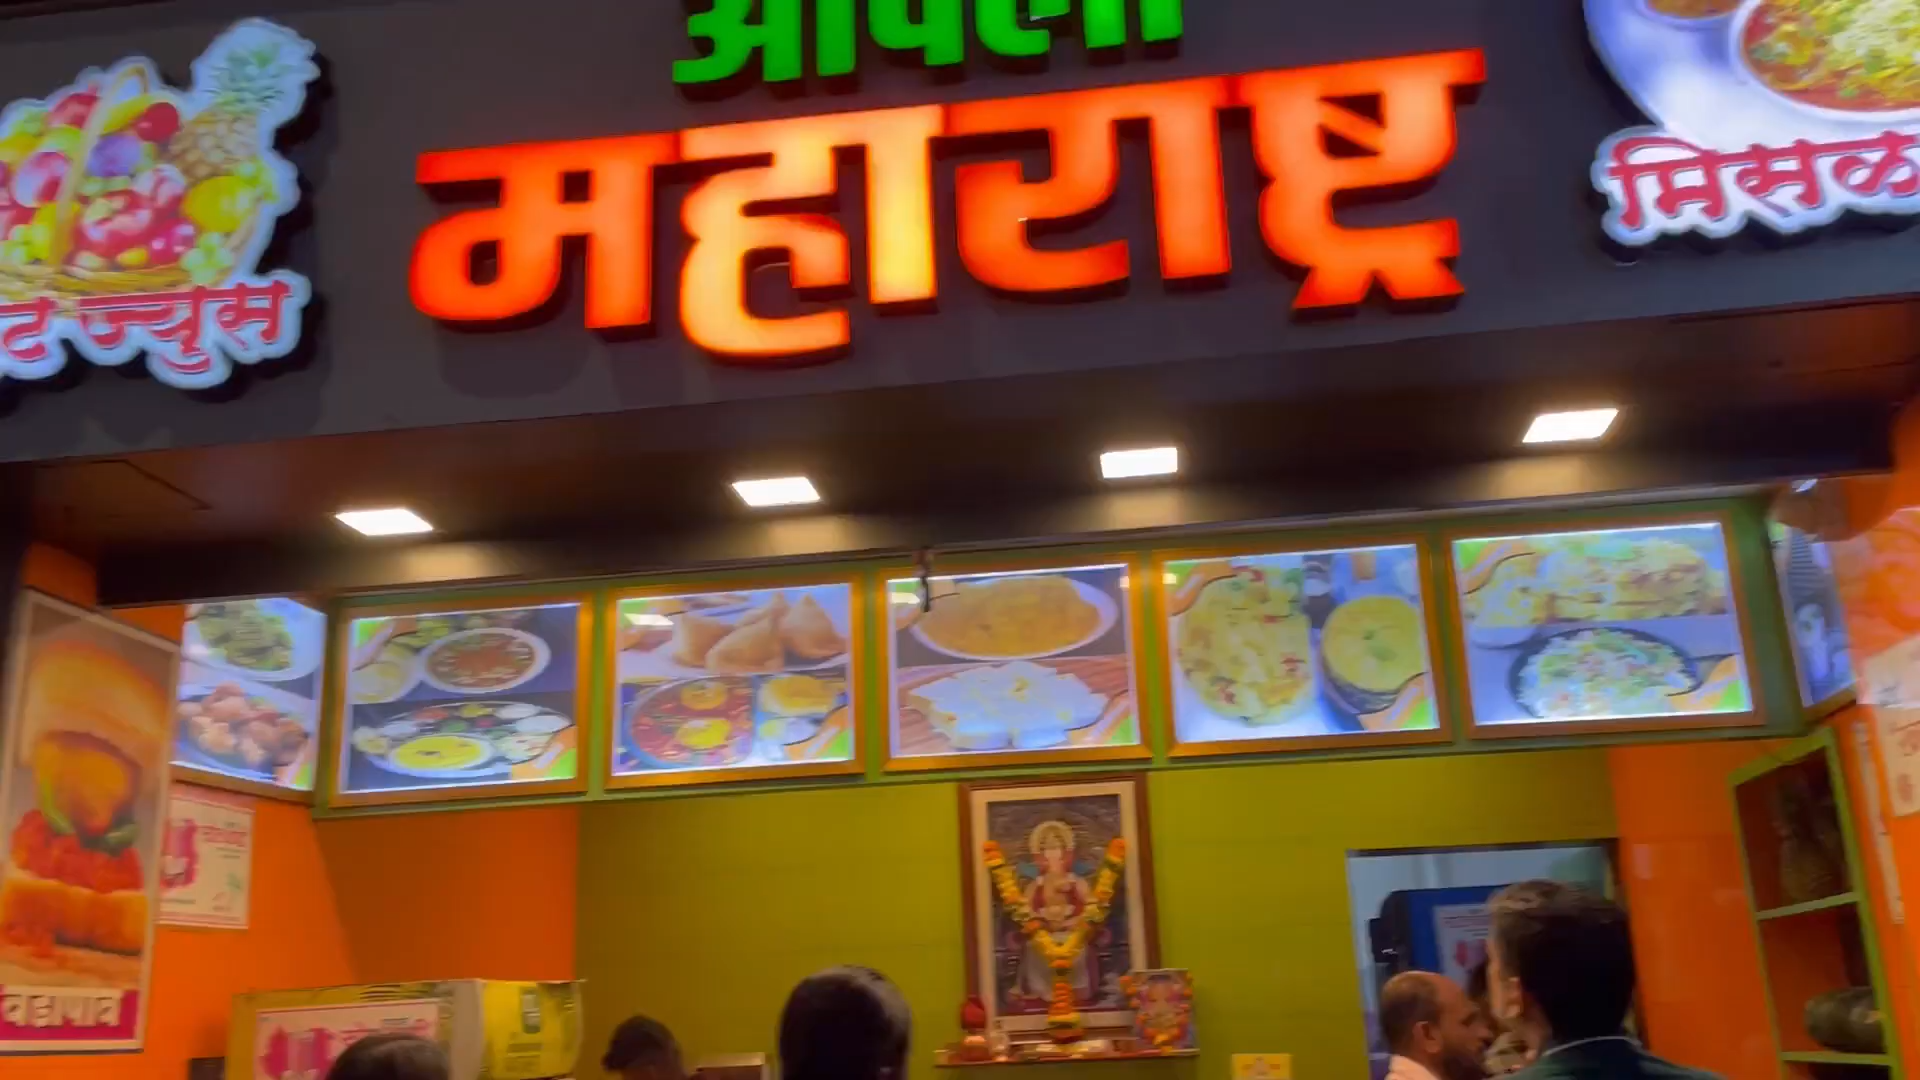 आपला
महाराष्ट्र
ज्युस
मिसळ
वडापाव